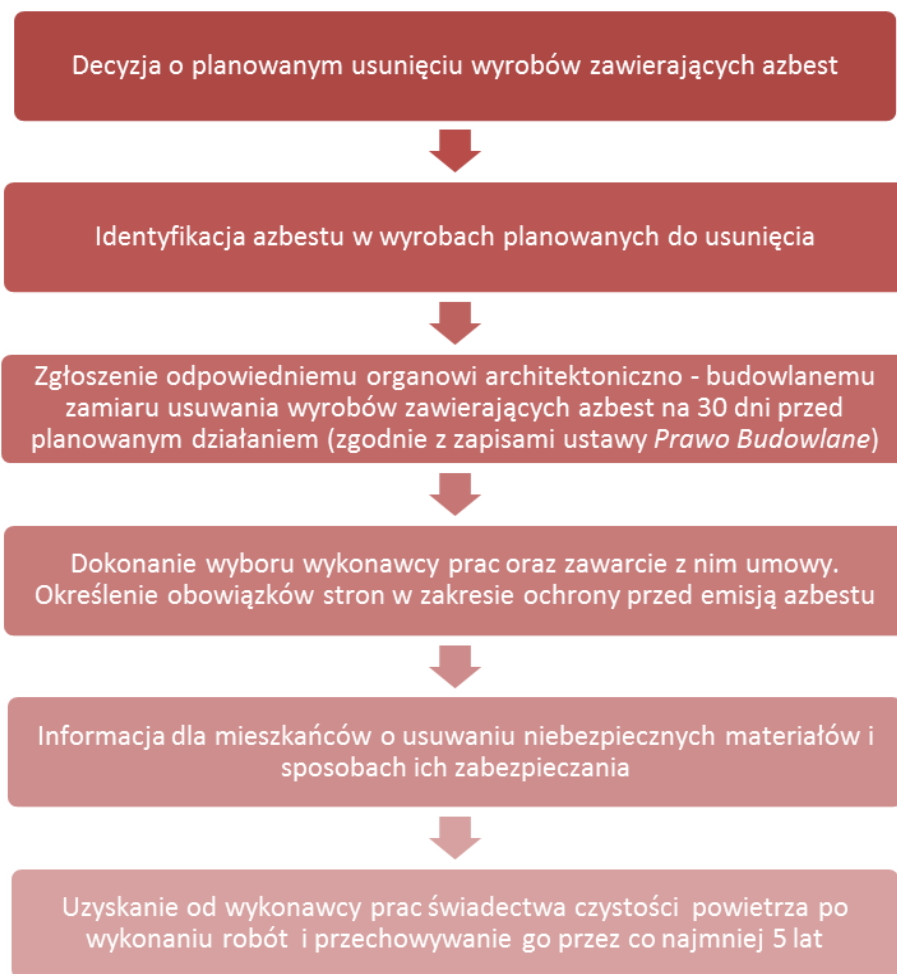 Decyzja o planowanym usunięciu wyrobów zawierających azbest
Identyfikacja azbestu w wyrobach planowanych do usunięcia
Zgłoszenie odpowiedniemu organowi architektoniczno - budowlanemu
zamiaru usuwania wyrobów zawierających azbest na 30 dni przed
planowanym działaniem (zgodnie z zapisami ustawy Prawo Budowlane)
Dokonanie wyboru wykonawcy prac oraz zawarcie z nim umowy.
Określenie obowiązków stron w zakresie ochrony przed emisją azbestu
Informacja dla mieszkańców o usuwaniu niebezpiecznych materiałów i
sposobach ich zabezpieczania
Uzyskanie od wykonawcy prac świadectwa czystości powietrza po
wykonaniu robót i przechowywanie go przez co najmniej 5 lat